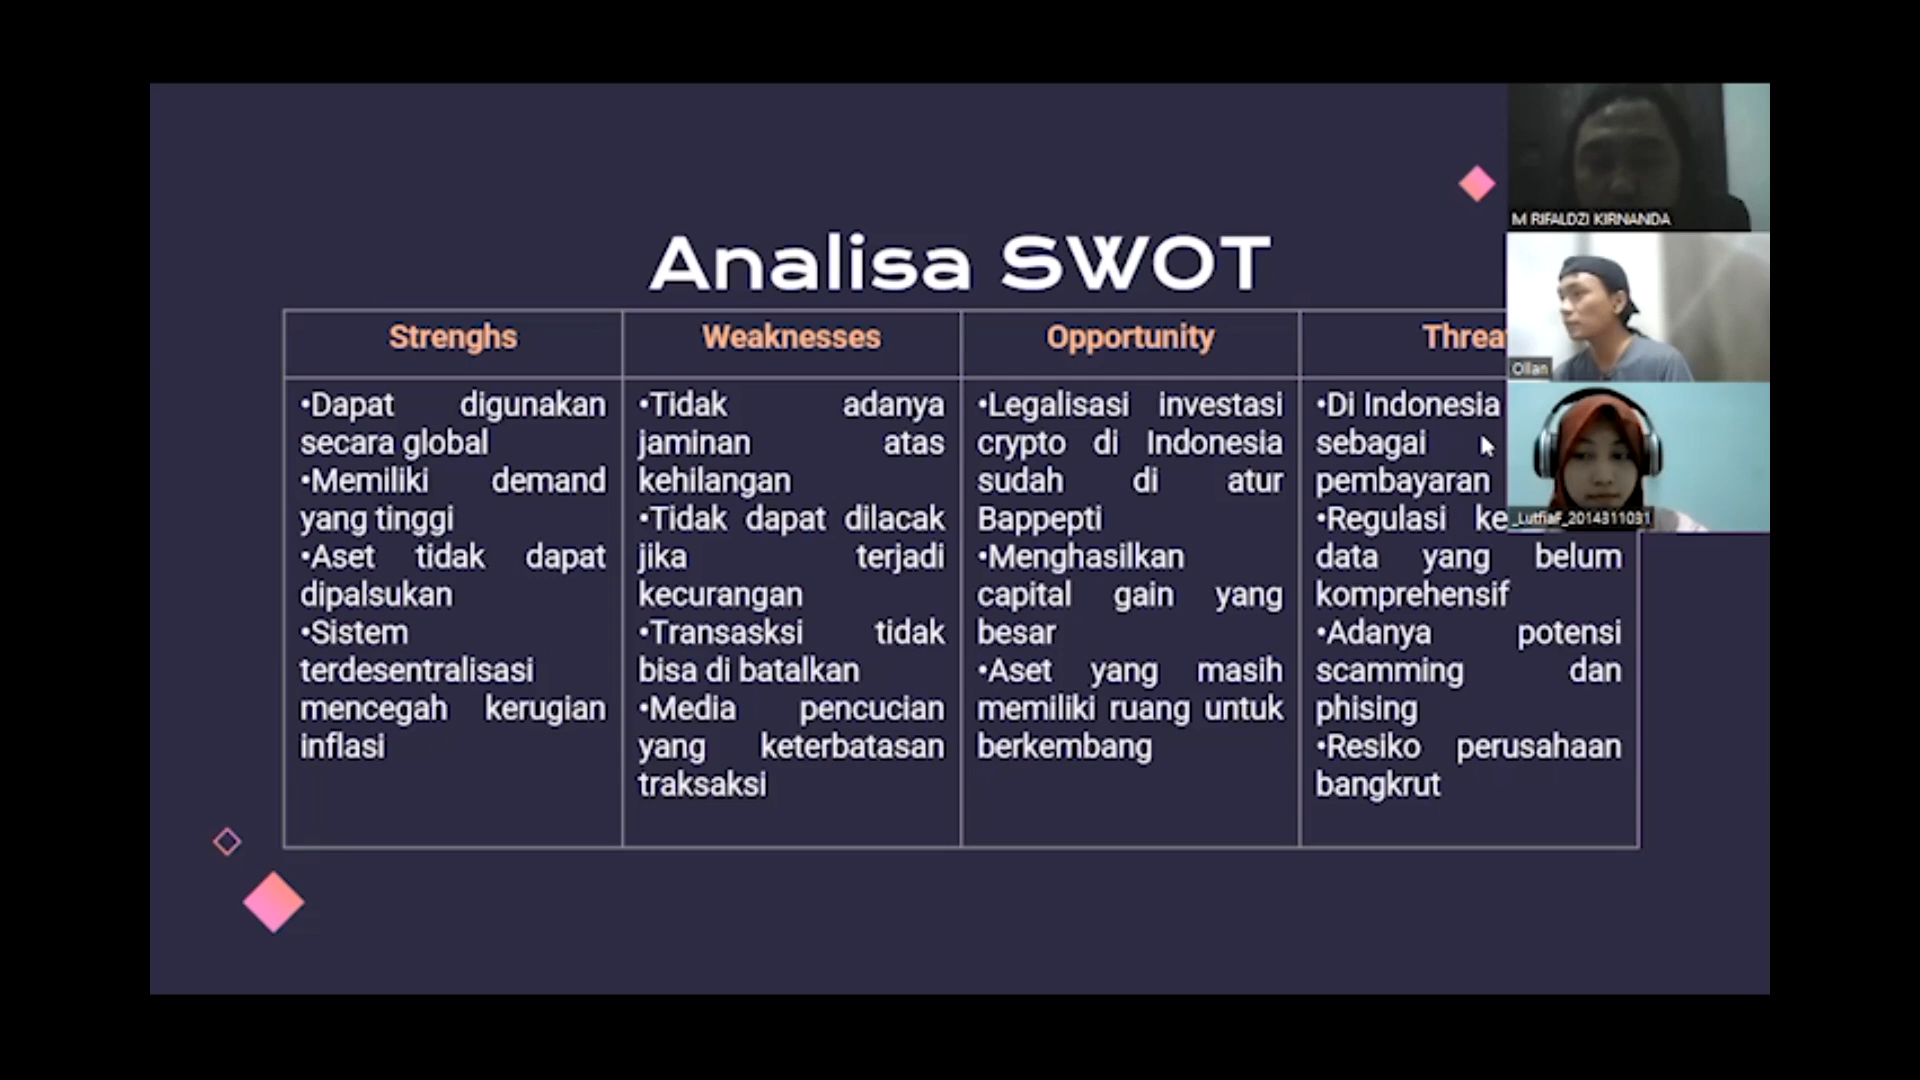 Analisa SWOT
Strenghs
•Dapat digunakan
secara global
•Memiliki demand
yang tinggi
•Aset tidak dapat
dipalsukan
•Sistem
terdesentralisasi
mencegah kerugian
inflasi
Weaknesses
•Tidak adanya
jaminan atas
kehilangan
•Tidak dapat dilacak
jika terjadi
kecurangan
•Transasksi tidak
bisa di batalkan
•Media pencucian
yang keterbatasan
traksaksi
Opportunity
•Legalisasi investasi
crypto di Indonesia
sudah di atur
Bappepti
•Menghasilkan
capital gain yang
besar
•Aset yang masih
memiliki ruang untuk
berkembang
Threa
•Di Indonesia
sebagai
pembayaran
•Regulasi ke
data yang belum
komprehensif
•Adanya potensi
scamming dan
phising
•Resiko perusahaan
bangkrut
M RIFALDZI KIRNANDA
Ollan
_LutfiaF_2014311031